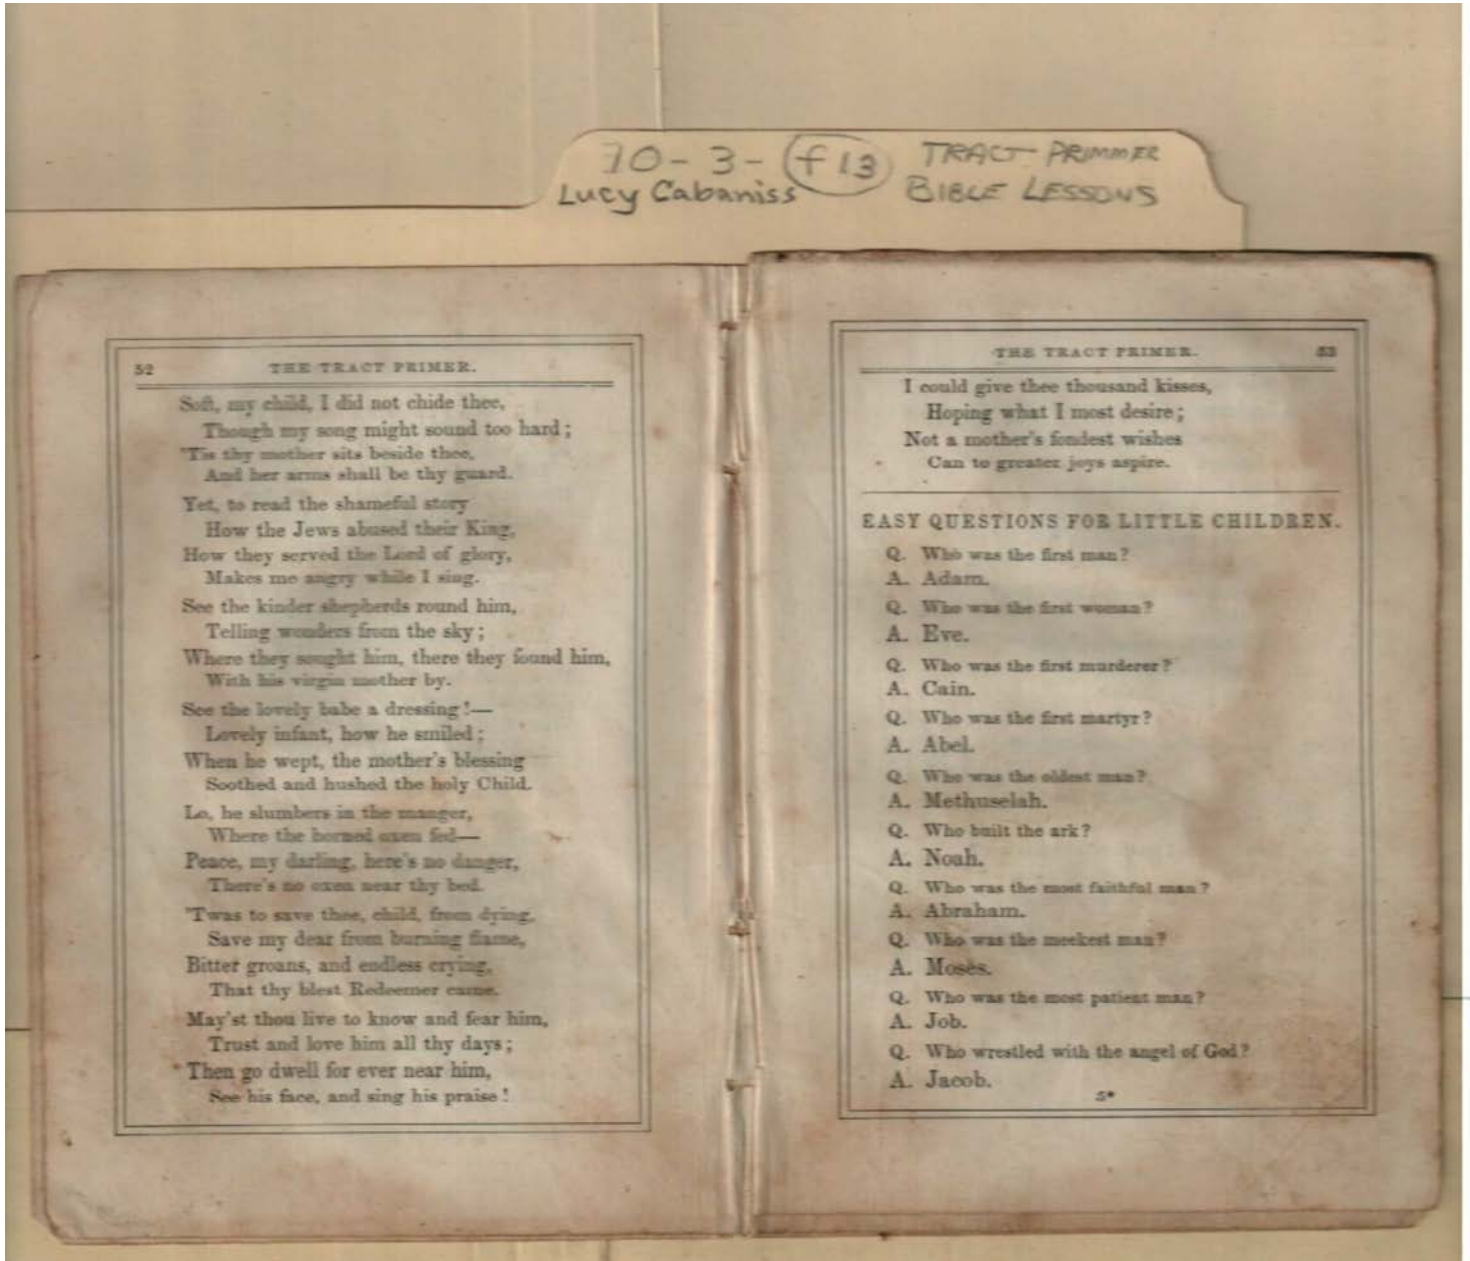 70-3-f13 TRACT PRIMMER
Lucy Cabaniss BIBLE LESSONS
52 THE TRACT PRIMER.
Soft, my child, I did not chide thee,
Though my song might sound too hard;
'Tis thy mother sits beside thee,
And her arms shall be thy guard.
Yet, to read the shameful story
How the Jews abused their King,
How they served the Lord of glory,
Makes me angry while I sing.
See the kinder shepherds round him,
Telling wonders from the sky;
Where they sought him, there they found him,
With his virgin mother by.
See the lovely babe a dressing!—
Lovely infant, how he smiled;
When he wept, the mother's blessing
Soothed and hushed the holy Child.
Lo, he slumbers in the manger,
Where the horned oxen fed—
Peace, my darling, here's no danger,
There's no oxen near thy bed.
'Twas to save thee, child, from dying,
Save my dear from burning flame,
Bitter groans, and endless crying,
That thy blest Redeemer came.
May'st thou live to know and fear him,
Trust and love him all thy days;
Then go dwell for ever near him,
See his face, and sing his praise!
THE TRACT PRIMER. 53
I could give thee thousand kisses,
Hoping what I most desire;
Not a mother's fondest wishes
Can to greater joys aspire.
EASY QUESTIONS FOR LITTLE CHILDREN.
Q. Who was the first man?
A. Adam.
Q. Who was the first woman?
A. Eve.
Q. Who was the first murderer?
A. Cain.
Q. Who was the first martyr?
A. Abel.
Q. Who was the oldest man?
A. Methuselah.
Q. Who built the ark?
A. Noah.
Q. Who was the most faithful man?
A. Abraham.
Q. Who was the meekest man?
A. Moses.
Q. Who was the most patient man?
A. Job.
Q. Who wrestled with the angel of God?
A. Jacob.
5*